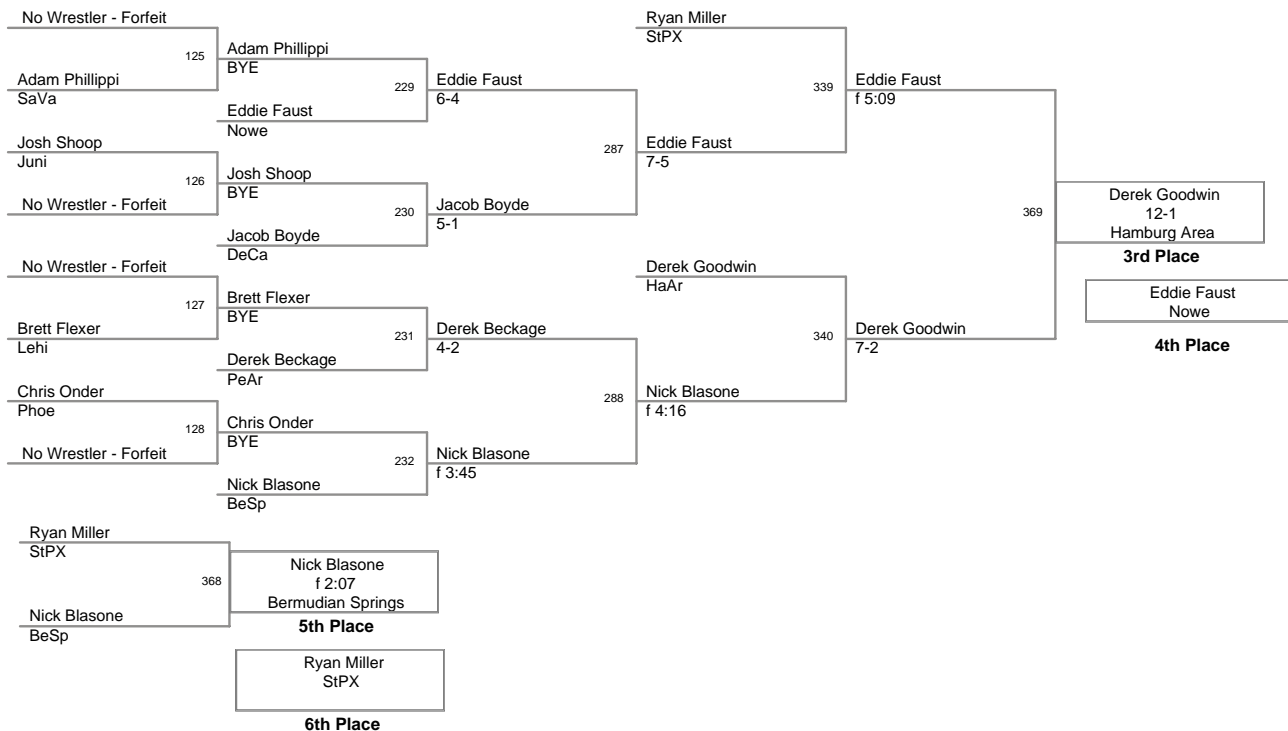 No Wrestler - Forfeit
125
Adam Phillippi
SaVa
Adam Phillippi
BYE
229
Eddie Faust
Nowe
Josh Shoop
Juni
126
No Wrestler - Forfeit
Josh Shoop
BYE
230
Jacob Boyde
DeCa
No Wrestler - Forfeit
127
Brett Flexer
Lehi
Brett Flexer
BYE
231
Derek Beckage
PeAr
Chris Onder
Phoe
128
No Wrestler - Forfeit
Chris Onder
BYE
232
Nick Blasone
BeSp
Eddie Faust
6-4
287
Jacob Boyde
5-1
Derek Beckage
4-2
288
Nick Blasone
f 3:45
Ryan Miller
StPX
339
Eddie Faust
7-5
Derek Goodwin
HaAr
340
Nick Blasone
f 4:16
Eddie Faust
f 5:09
369
Derek Goodwin
7-2
Derek Goodwin
12-1
Hamburg Area
3rd Place
Eddie Faust
Nowe
4th Place
Ryan Miller
StPX
368
Nick Blasone
BeSp
Nick Blasone
f 2:07
Bermudian Springs
5th Place
Ryan Miller
StPX
6th Place